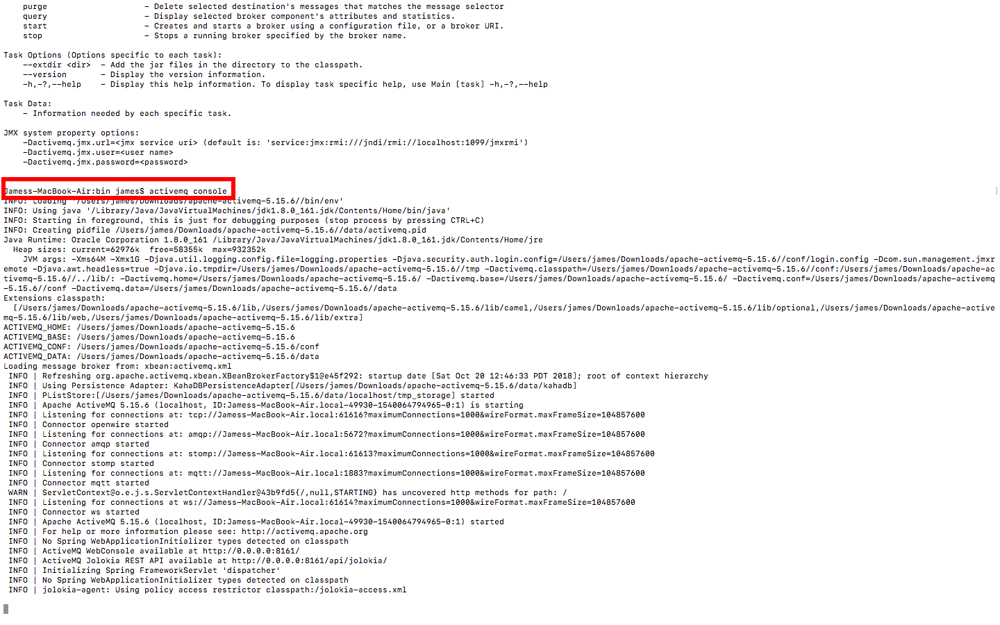 purge – Delete selected destination's messages that matches the message selector
query – Display selected broker component's attributes and statistics.
start – Creates and starts a broker using a configuration file, or a broker URI.
stop – Stops a running broker specified by the broker name.
Task Options (Options specific to each task):
--extdir <dir> – Add the jar files in the directory to the classpath.
--version – Display the version information.
-h,-?,--help – Display this help information. To display task specific help, use Main [task] -h,-?,--help
Task Data:
– Information needed by each specific task.
JMX system property options:
-Dactivemq.jmx.url=<jmx service uri> (default is: 'service:jmx:rmi:///jndi/rmi://localhost:1099/jmxrmi')
-Dactivemq.jmx.user=<user name>
-Dactivemq.jmx.password=<password>
Jamess-MacBook-Air:bin james$ activemq console ]
INFO: Loading '/Users/james/Downloads/apache-activemq-5.15.6//bin/env'
INFO: Using java '/Library/Java/JavaVirtualMachines/jdk1.8.0_161.jdk/Contents/Home/bin/java'
INFO: Starting in foreground, this is just for debugging purposes (stop process by pressing CTRL+C)
INFO: Creating pidfile /Users/james/Downloads/apache-activemq-5.15.6//data/activemq.pid
Java Runtime: Oracle Corporation 1.8.0_161 /Library/Java/JavaVirtualMachines/jdk1.8.0_161.jdk/Contents/Home/jre
Heap sizes: current=62976k free=58355k max=932352k
JVM args: -Xms64M -Xmx1G -Djava.util.logging.config.file=logging.properties -Djava.security.auth.login.config=/Users/james/Downloads/apache-activemq-5.15.6//conf/login.config -Dcom.sun.management.jmxr
emote -Djava.awt.headless=true -Djava.io.tmpdir=/Users/james/Downloads/apache-activemq-5.15.6//tmp -Dactivemq.classpath=/Users/james/Downloads/apache-activemq-5.15.6//conf:/Users/james/Downloads/apache-ac
tivemq-5.15.6//../lib/: -Dactivemq.home=/Users/james/Downloads/apache-activemq-5.15.6/ -Dactivemq.base=/Users/james/Downloads/apache-activemq-5.15.6/ -Dactivemq.conf=/Users/james/Downloads/apache-activemq
-5.15.6//conf -Dactivemq.data=/Users/james/Downloads/apache-activemq-5.15.6//data
Extensions classpath:
[/Users/james/Downloads/apache-activemq-5.15.6/lib,/Users/james/Downloads/apache-activemq-5.15.6/lib/camel,/Users/james/Downloads/apache-activemq-5.15.6/lib/optional,/Users/james/Downloads/apache-active
mq-5.15.6/lib/web,/Users/james/Downloads/apache-activemq-5.15.6/lib/extra]
ACTIVEMQ_HOME: /Users/james/Downloads/apache-activemq-5.15.6
ACTIVEMQ_BASE: /Users/james/Downloads/apache-activemq-5.15.6
ACTIVEMQ_CONF: /Users/james/Downloads/apache-activemq-5.15.6/conf
ACTIVEMQ_DATA: /Users/james/Downloads/apache-activemq-5.15.6/data
Loading message broker from: xbean:activemq.xml
INFO | Refreshing org.apache.activemq.xbean.XBeanBrokerFactory$1@e45f292: startup date [Sat Oct 20 12:46:33 PDT 2018]; root of context hierarchy
INFO | Using Persistence Adapter: KahaDBPersistenceAdapter[/Users/james/Downloads/apache-activemq-5.15.6/data/kahadb]
INFO | PListStore:[/Users/james/Downloads/apache-activemq-5.15.6/data/localhost/tmp_storage] started
INFO | Apache ActiveMQ 5.15.6 (localhost, ID:Jamess-MacBook-Air.local-49930-1540064794965-0:1) is starting
INFO | Listening for connections at: tcp://Jamess-MacBook-Air.local:61616?maximumConnections=1000&wireFormat.maxFrameSize=104857600
INFO | Connector openwire started
INFO | Listening for connections at: amqp://Jamess-MacBook-Air.local:5672?maximumConnections=1000&wireFormat.maxFrameSize=104857600
INFO | Connector amqp started
INFO | Listening for connections at: stomp://Jamess-MacBook-Air.local:61613?maximumConnections=1000&wireFormat.maxFrameSize=104857600
INFO | Connector stomp started
INFO | Listening for connections at: mqtt://Jamess-MacBook-Air.local:1883?maximumConnections=1000&wireFormat.maxFrameSize=104857600
INFO | Connector mqtt started
WARN | ServletContext@o.e.j.s.ServletContextHandler@43b9fd5{/,null,STARTING} has uncovered http methods for path: /
INFO | Listening for connections at ws://Jamess-MacBook-Air.local:61614?maximumConnections=1000&wireFormat.maxFrameSize=104857600
INFO | Connector ws started
INFO | Apache ActiveMQ 5.15.6 (localhost, ID:Jamess-MacBook-Air.local-49930-1540064794965-0:1) started
INFO | For help or more information please see: http://activemq.apache.org
INFO | No Spring WebApplicationInitializer types detected on classpath
INFO | ActiveMQ WebConsole available at http://0.0.0.0:8161/
INFO | ActiveMQ Jolokia REST API available at http://0.0.0.0:8161/api/jolokia/
INFO | Initializing Spring FrameworkServlet 'dispatcher'
INFO | No Spring WebApplicationInitializer types detected on classpath
INFO | jolokia-agent: Using policy access restrictor classpath:/jolokia-access.xml